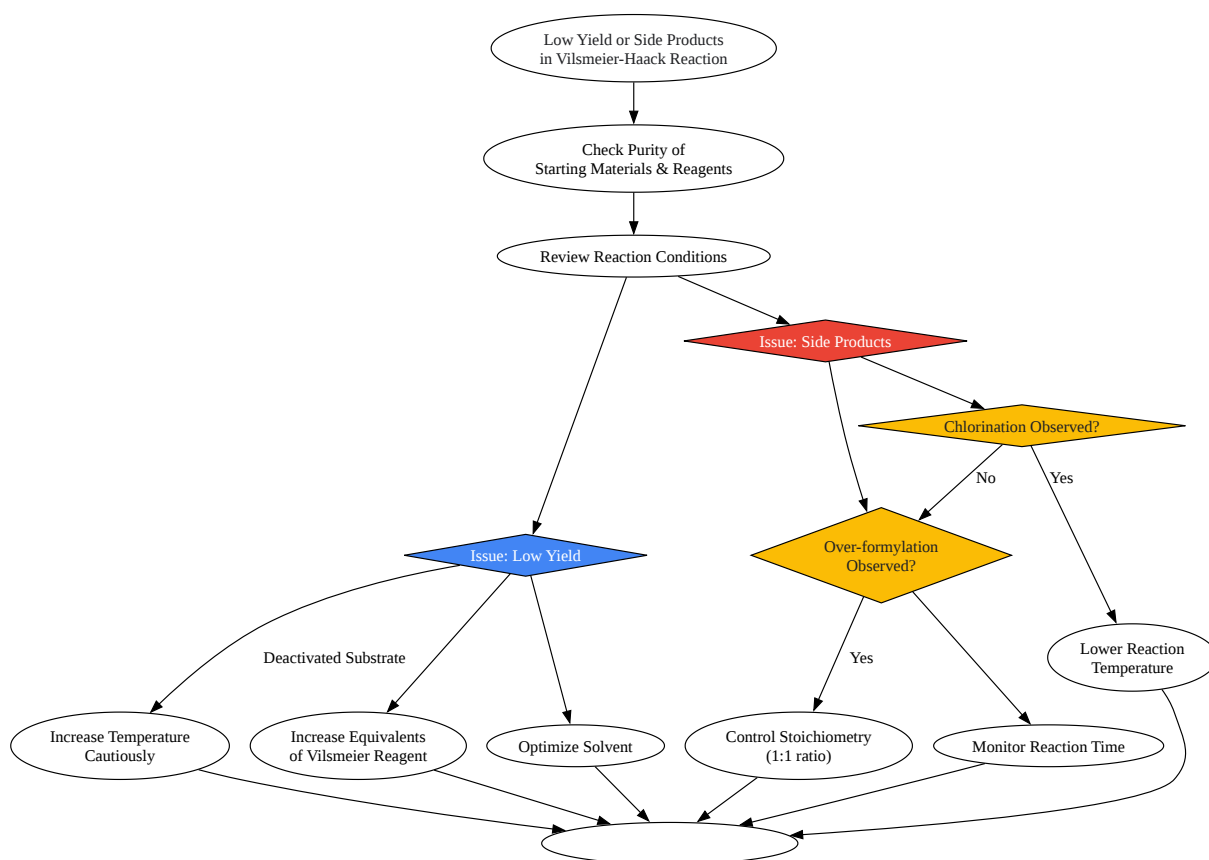 Low Yield or Side Products
in Vilsmeier-Haack Reaction
Check Purity of
Starting Materials & Reagents
Review Reaction Conditions
Issue: Side Products
Chlorination Observed?
No
Yes
Over-formylation
Observed?
Issue: Low Yield
Deactivated Substrate
Yes
Lower Reaction
Temperature
Increase Temperature
Cautiously
Increase Equivalents
of Vilsmeier Reagent
Optimize Solvent
Control Stoichiometry
(1:1 ratio)
Monitor Reaction Time